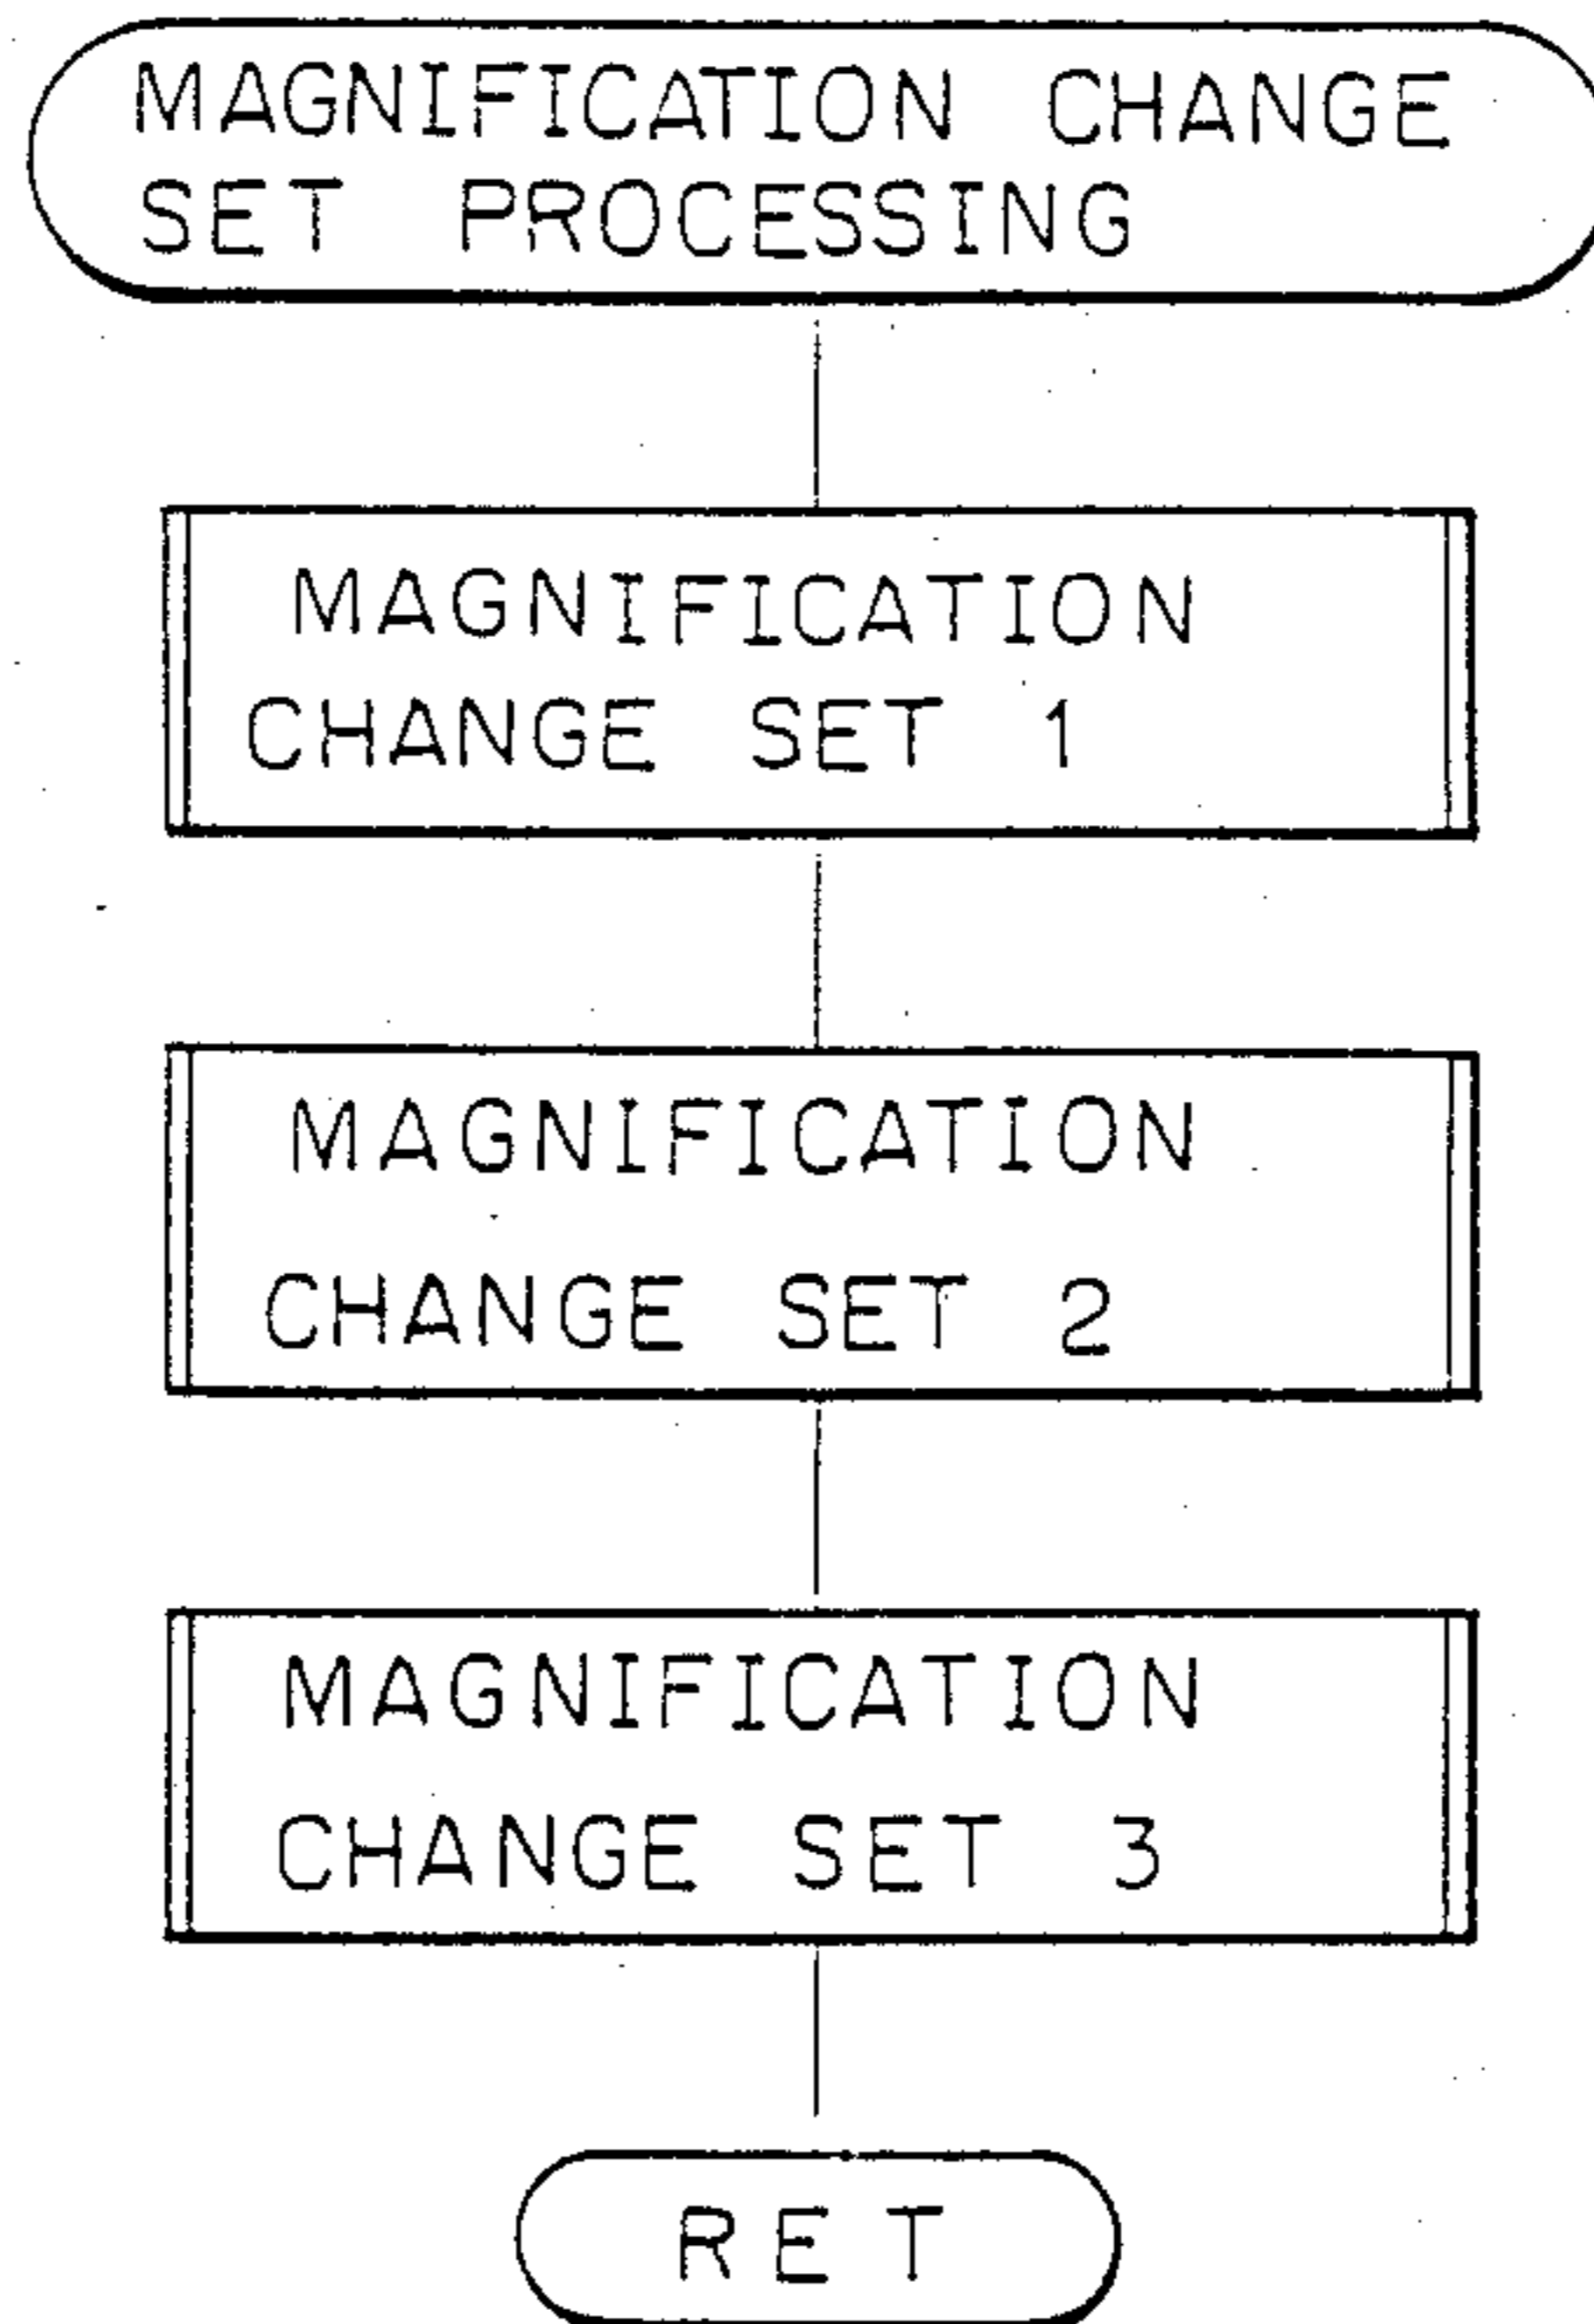 MAGNIFICATION CHANGE
SET PROCESSING
MAGNIFICATION
CHANGE SET 1
MAGNIFICATION
CHANGE SET 2
MAGNIFICATION
CHANGE SET 3
RET